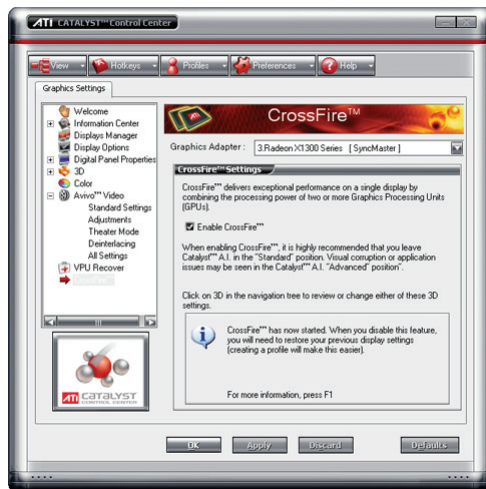 ATI CATALYST™ Control Center
View
Hotkeys
Profiles
Preferences
Help
Graphics Settings
Welcome
Information Center
Displays Manager
Display Options
Digital Panel Properties
3D
Color
Avivo™ Video
Standard Settings
Adjustments
Theater Mode
Deinterlacing
All Settings
VPU Recover
CrossFire™
ATI CATALYST
CONTROL CENTER
CrossFire™
Graphics Adapter : 3.Radeon X1300 Series [ SyncMaster ]
CrossFire™ Settings
CrossFire™ delivers exceptional performance on a single display by
combining the processing power of two or more Graphics Processing Units
(GPUs).
Enable CrossFire™
When enabling CrossFire™, it is highly recommended that you leave
Catalyst™ A.I. in the "Standard" position. Visual corruption or application
issues may be seen in the Catalyst™ A.I. "Advanced" position".
Click on 3D in the navigation tree to review or change either of these 3D
settings.
CrossFire™ has now started. When you disable this feature,
you will need to restore your previous display settings
(creating a profile will make this easier).
For more information, press F1
OK
Apply
Discard
Defaults